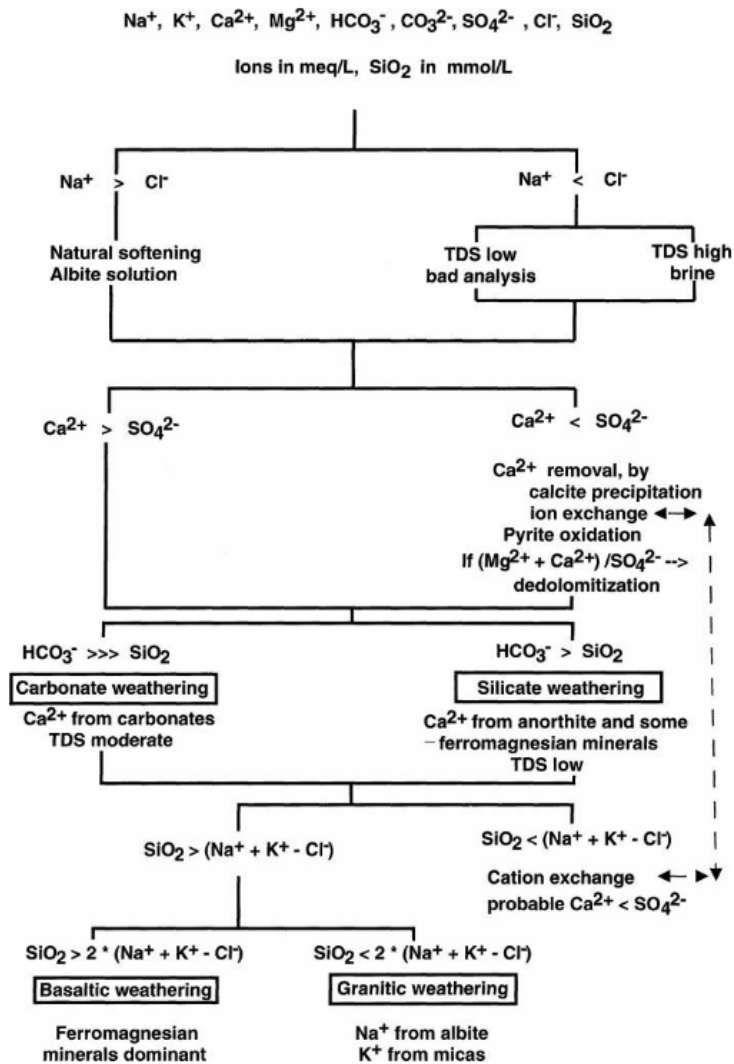 Na⁺, K⁺, Ca²⁺, Mg²⁺, HCO₃⁻, CO₃²⁻, SO₄²⁻, Cl⁻, SiO₂
Ions in meq/L, SiO₂ in mmol/L
Na⁺ > Cl⁻
Na⁺ < Cl⁻
Natural softening
Albite solution
TDS low
bad analysis
TDS high
brine
Ca²⁺ > SO₄²⁻
Ca²⁺ < SO₄²⁻
Ca²⁺ removal, by
calcite precipitation
ion exchange
Pyrite oxidation
If (Mg²⁺ + Ca²⁺) /SO₄²⁻ -->
dedolomitization
HCO₃⁻ >>> SiO₂
Carbonate weathering
Ca²⁺ from carbonates
TDS moderate
HCO₃⁻ > SiO₂
Silicate weathering
Ca²⁺ from anorthite and some
–ferromagnesian minerals
TDS low
SiO₂ > (Na⁺ + K⁺ - Cl⁻)
SiO₂ < (Na⁺ + K⁺ - Cl⁻)
Cation exchange
probable Ca²⁺ < SO₄²⁻
SiO₂ > 2 * (Na⁺ + K⁺ - Cl⁻)
Basaltic weathering
Ferromagnesian
minerals dominant
SiO₂ < 2 * (Na⁺ + K⁺ - Cl⁻)
Granitic weathering
Na⁺ from albite
K⁺ from micas